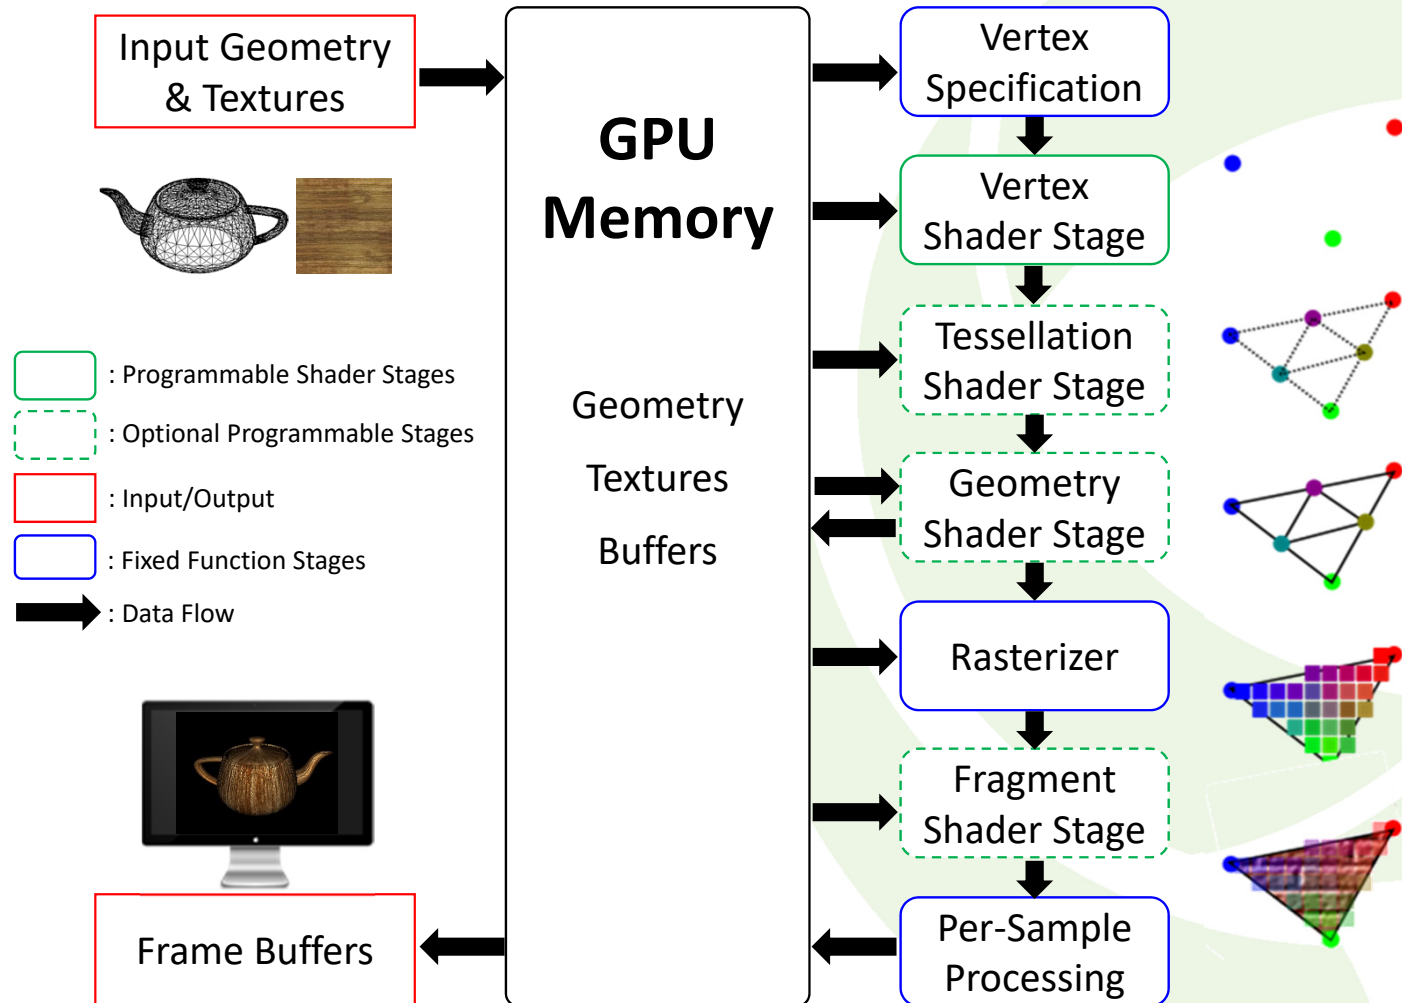 Input Geometry
& Textures
GPU
Memory
Geometry
Textures
Buffers
Vertex
Specification
Vertex
Shader Stage
Tessellation
Shader Stage
Geometry
Shader Stage
Rasterizer
Fragment
Shader Stage
Per-Sample
Processing
: Programmable Shader Stages
: Optional Programmable Stages
: Input/Output
: Fixed Function Stages
: Data Flow
Frame Buffers